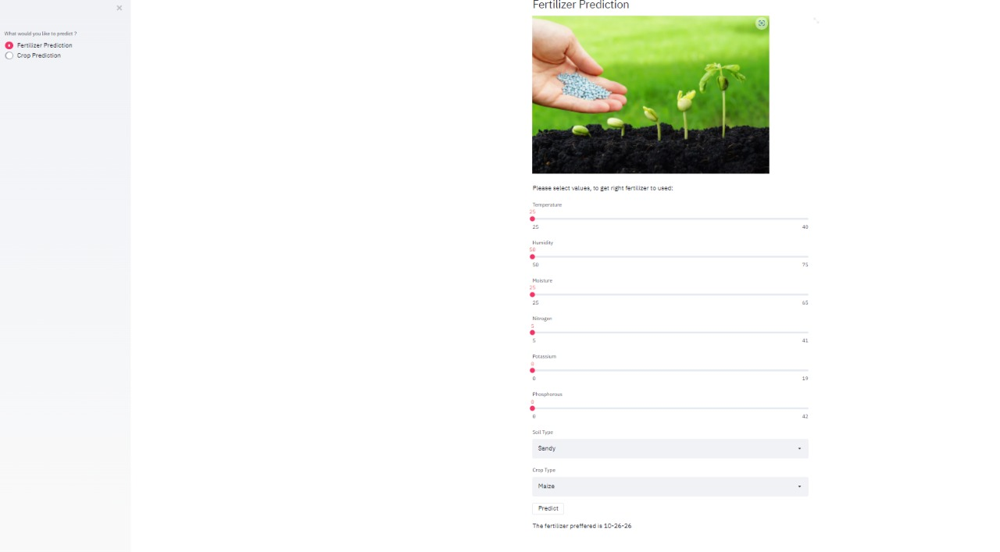 ×
What would you like to predict ?
Fertilizer Prediction
Crop Prediction
Fertilizer Prediction
Please select values, to get right fertilizer to used:
Temperature
25
25 40
Humidity
50
50 75
Moisture
25
25 65
Nitrogen
5
5 41
Potassium
0
0 19
Phosphorous
0
0 42
Soil Type
Sandy
Crop Type
Maize
Predict
The fertilizer preffered is 10-26-26